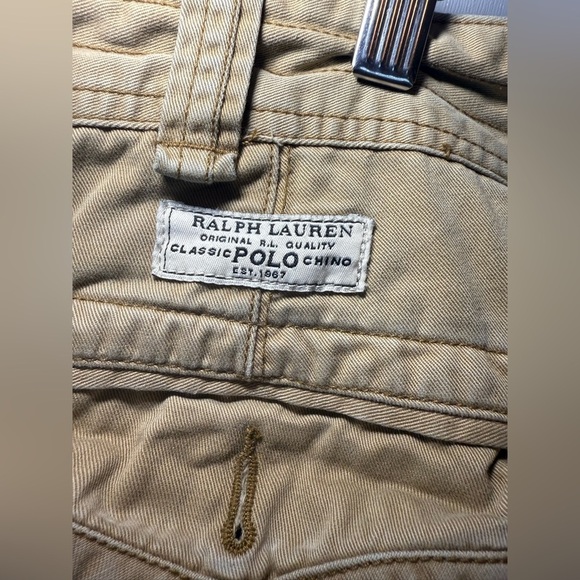 RALPH LAUREN
ORIGINAL R.L. QUALITY
CLASSIC POLO CHINO
EST. 1967